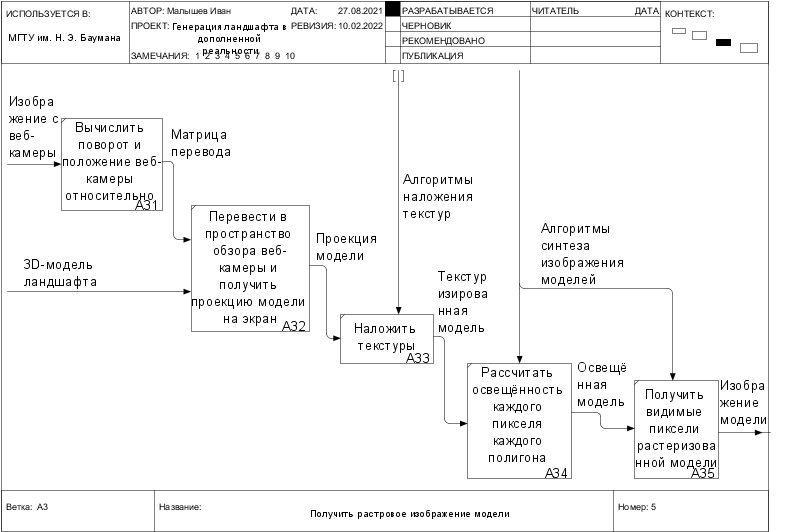 ИСПОЛЬЗУЕТСЯ В:
МГТУ им. Н. Э. Баумана
АВТОР: Малышев Иван
ДАТА: 27.08.2021
ПРОЕКТ: Генерация ландшафта в
дополненной
реальности
РЕВИЗИЯ: 10.02.2022
ЗАМЕЧАНИЯ: 1 2 3 4 5 6 7 8 9 10
РАЗРАБАТЫВАЕТСЯ
ЧЕРНОВИК
РЕКОМЕНДОВАНО
ПУБЛИКАЦИЯ
ЧИТАТЕЛЬ ДАТА
КОНТЕКСТ:
Изобра
жение с
веб-
камеры
Вычислить
поворот и
положение веб-
камеры
относительно
A31
Матрица
перевода
3D-модель
ландшафта
Перевести в
пространство
обзора веб-
камеры и
получить
проекцию модели
на экран
A32
Проекция
модели
Алгоритмы
наложения
текстур
Наложить
текстуры
A33
Текстур
изирова
нная
модель
Алгоритмы
синтеза
изображения
моделей
Рассчитать
освещённость
каждого
пикселя
каждого
полигона
A34
Освещё
нная
модель
Получить
видимые
пиксели
растеризова
нной модели
A35
Изобра
жение
модели
Ветка: A3
Название:
Получить растровое изображение модели
Номер: 5